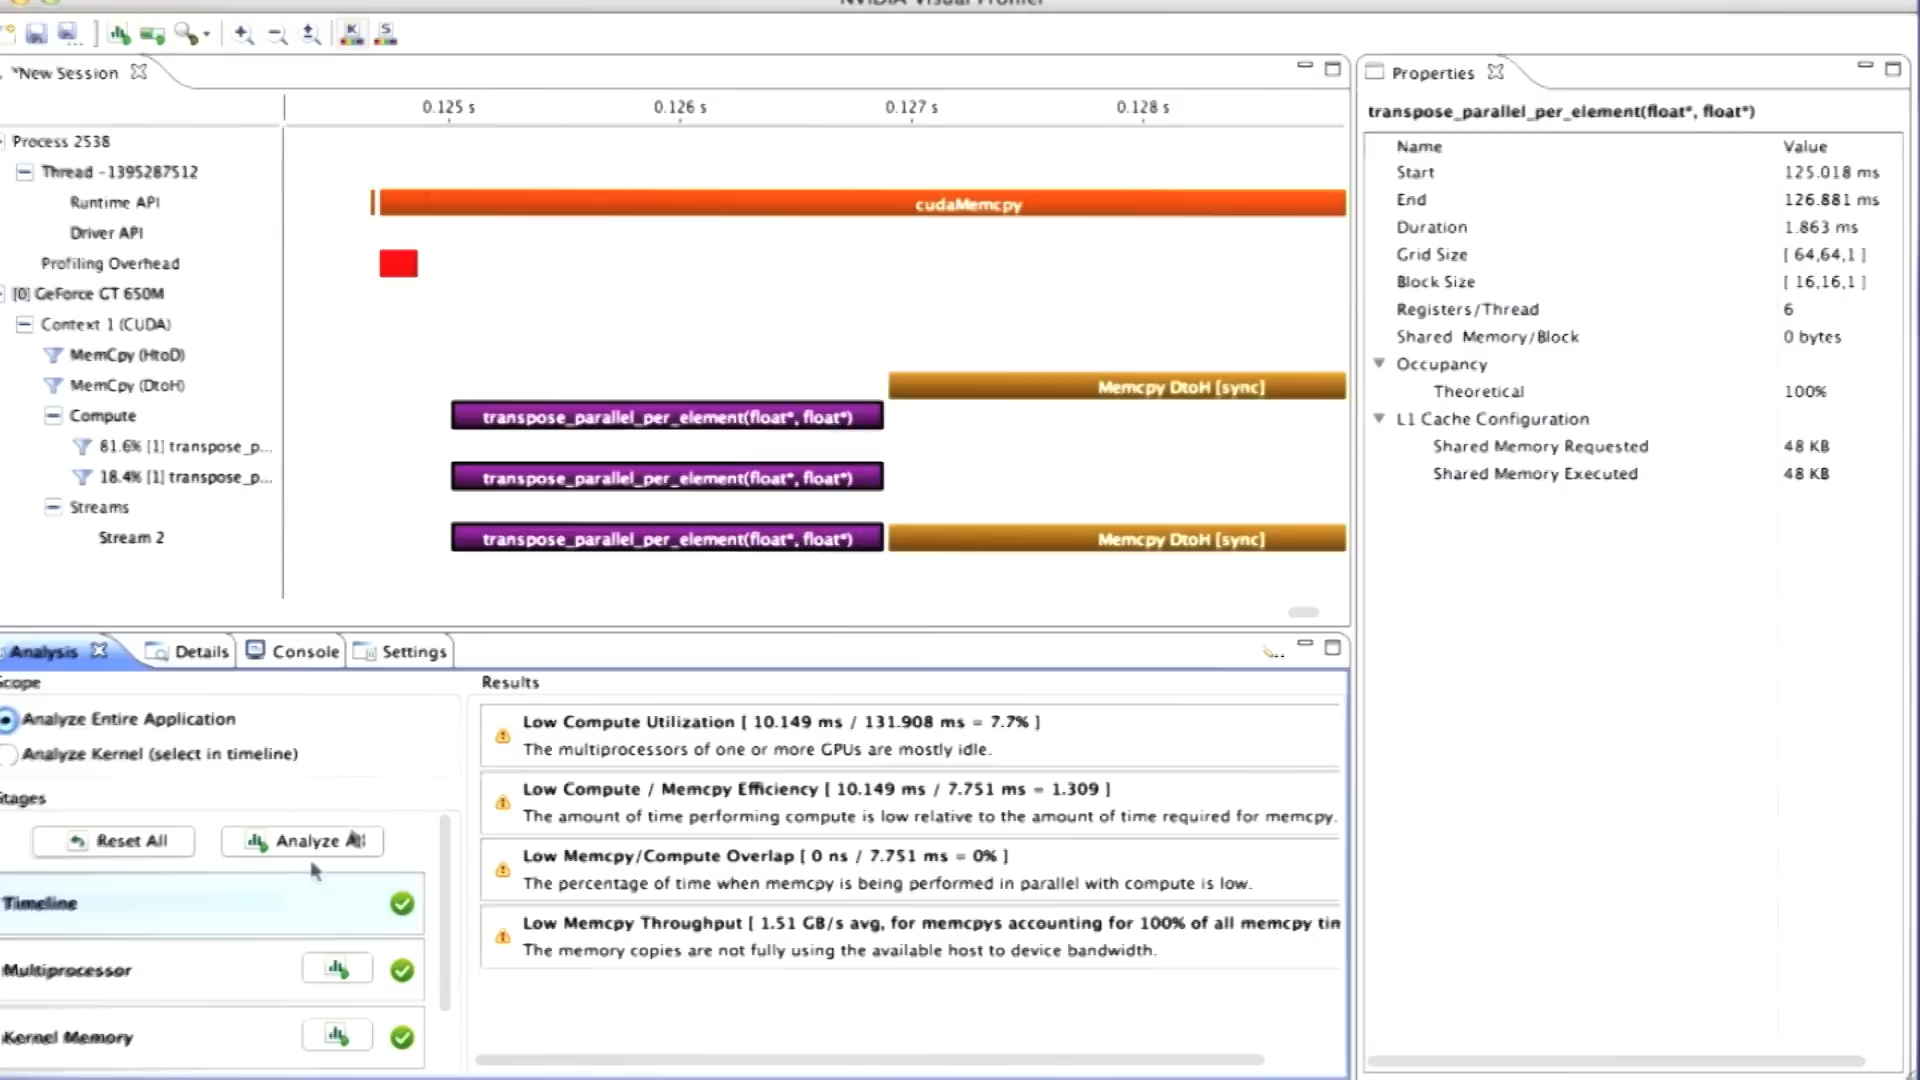 NVIDIA Visual Profiler
*New Session
0.125 s
0.126 s
0.127 s
0.128 s
Process 2538
Thread -1395287512
Runtime API
cudaMemcpy
Driver API
Profiling Overhead
[0] GeForce GT 650M
Context 1 (CUDA)
MemCpy (HtoD)
MemCpy (DtoH)
Memcpy DtoH [sync]
Compute
transpose_parallel_per_element(float*, float*)
81.6% [1] transpose_p...
18.4% [1] transpose_p...
transpose_parallel_per_element(float*, float*)
Streams
Stream 2
transpose_parallel_per_element(float*, float*)
Memcpy DtoH [sync]
Properties
transpose_parallel_per_element(float*, float*)
Name Value
Start 125.018 ms
End 126.881 ms
Duration 1.863 ms
Grid Size [ 64,64,1 ]
Block Size [ 16,16,1 ]
Registers/Thread 6
Shared Memory/Block 0 bytes
Occupancy
Theoretical 100%
L1 Cache Configuration
Shared Memory Requested 48 KB
Shared Memory Executed 48 KB
Analysis
Details
Console
Settings
Scope
Analyze Entire Application
Analyze Kernel (select in timeline)
Stages
Reset All
Analyze All
Timeline
Multiprocessor
Kernel Memory
Results
Low Compute Utilization [ 10.149 ms / 131.908 ms = 7.7% ]
The multiprocessors of one or more GPUs are mostly idle.
Low Compute / Memcpy Efficiency [ 10.149 ms / 7.751 ms = 1.309 ]
The amount of time performing compute is low relative to the amount of time required for memcpy.
Low Memcpy/Compute Overlap [ 0 ns / 7.751 ms = 0% ]
The percentage of time when memcpy is being performed in parallel with compute is low.
Low Memcpy Throughput [ 1.51 GB/s avg, for memcpys accounting for 100% of all memcpy tim
The memory copies are not fully using the available host to device bandwidth.